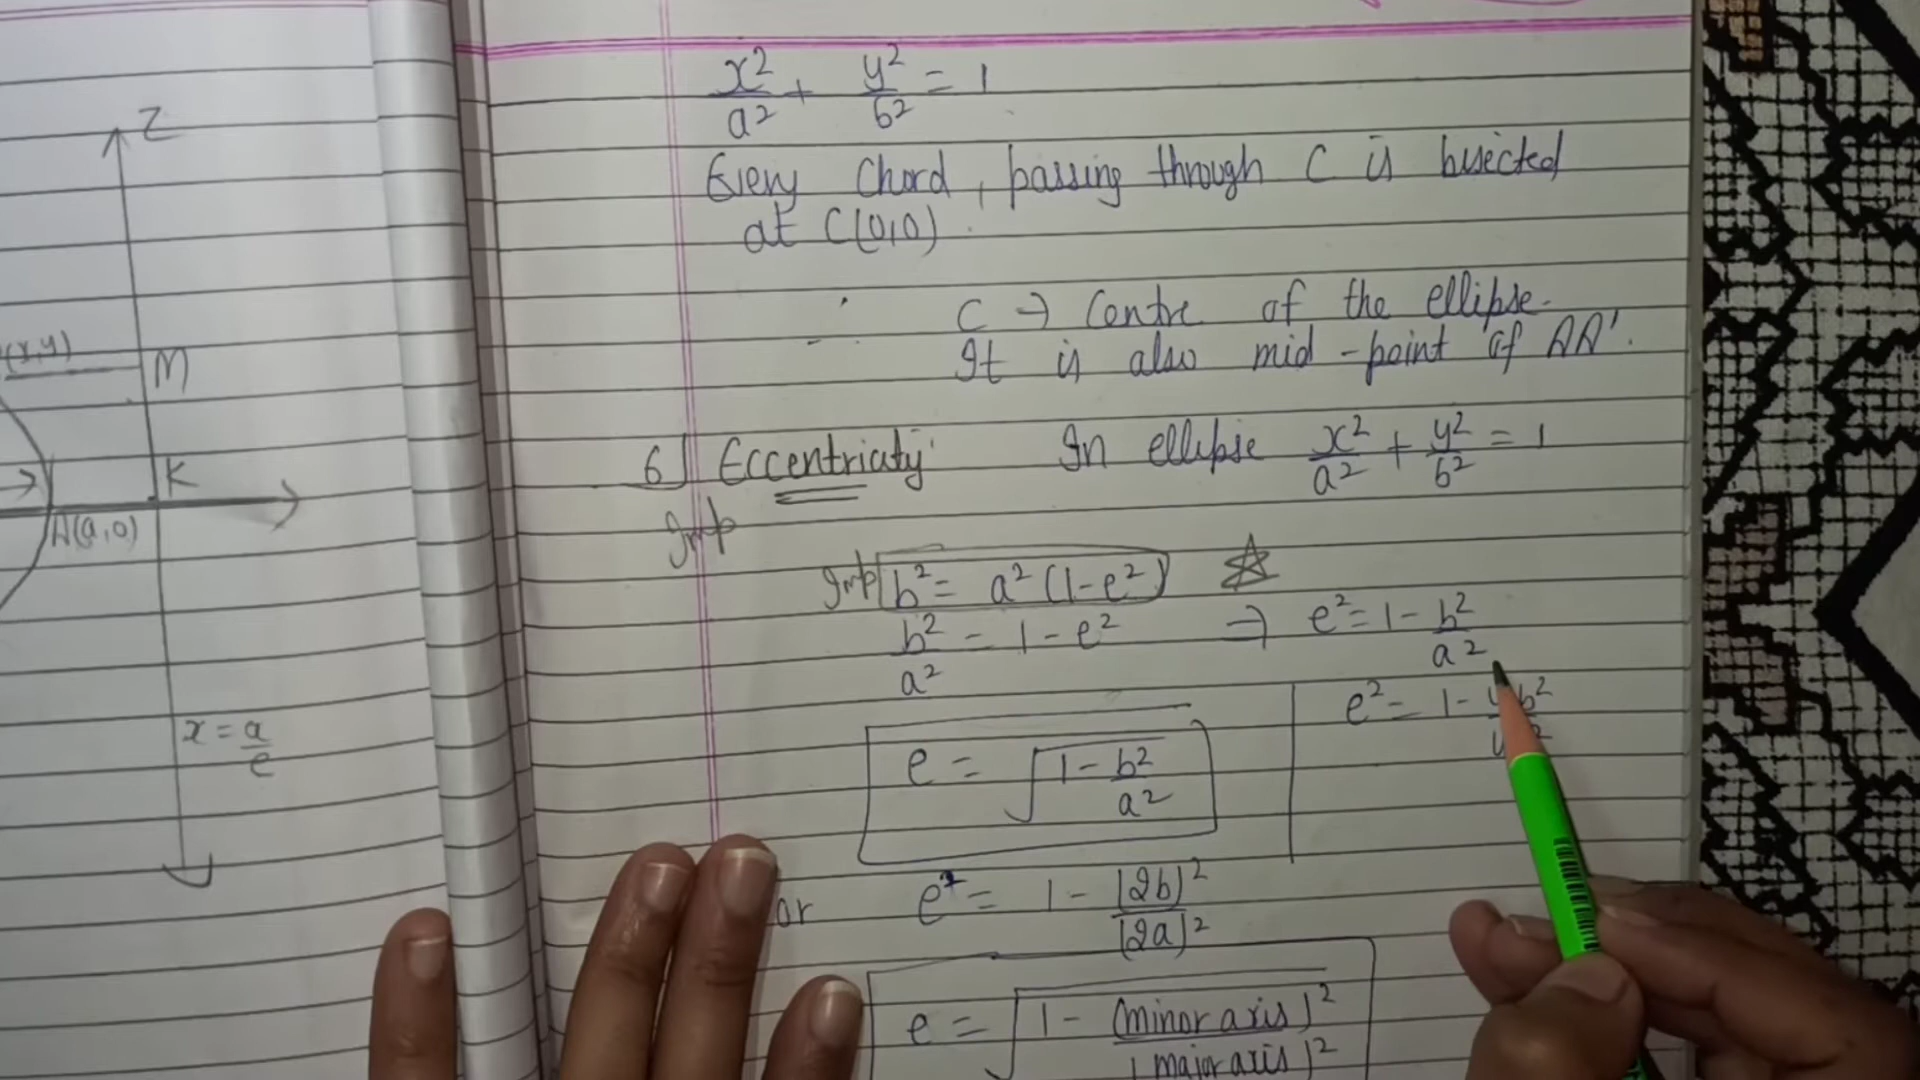 Z
(x,y)
M
K
A(a,0)
x = a/e
x²/a² + y²/b² = 1
Every Chord, passing through C is bisected
at C(0,0).
C → Centre of the ellipse.
It is also mid-point of AA'.
6) Eccentricity In ellipse x²/a² + y²/b² = 1
Imp
Imp b² = a²(1-e²)
b²/a² = 1-e² ⇒ e² = 1 - b²/a²
e = √(1 - b²/a²)
e² = 1 - 4b²/
or e² = 1 - (2b)²/(2a)²
e = √(1 - (minor axis)²/(major axis)²)